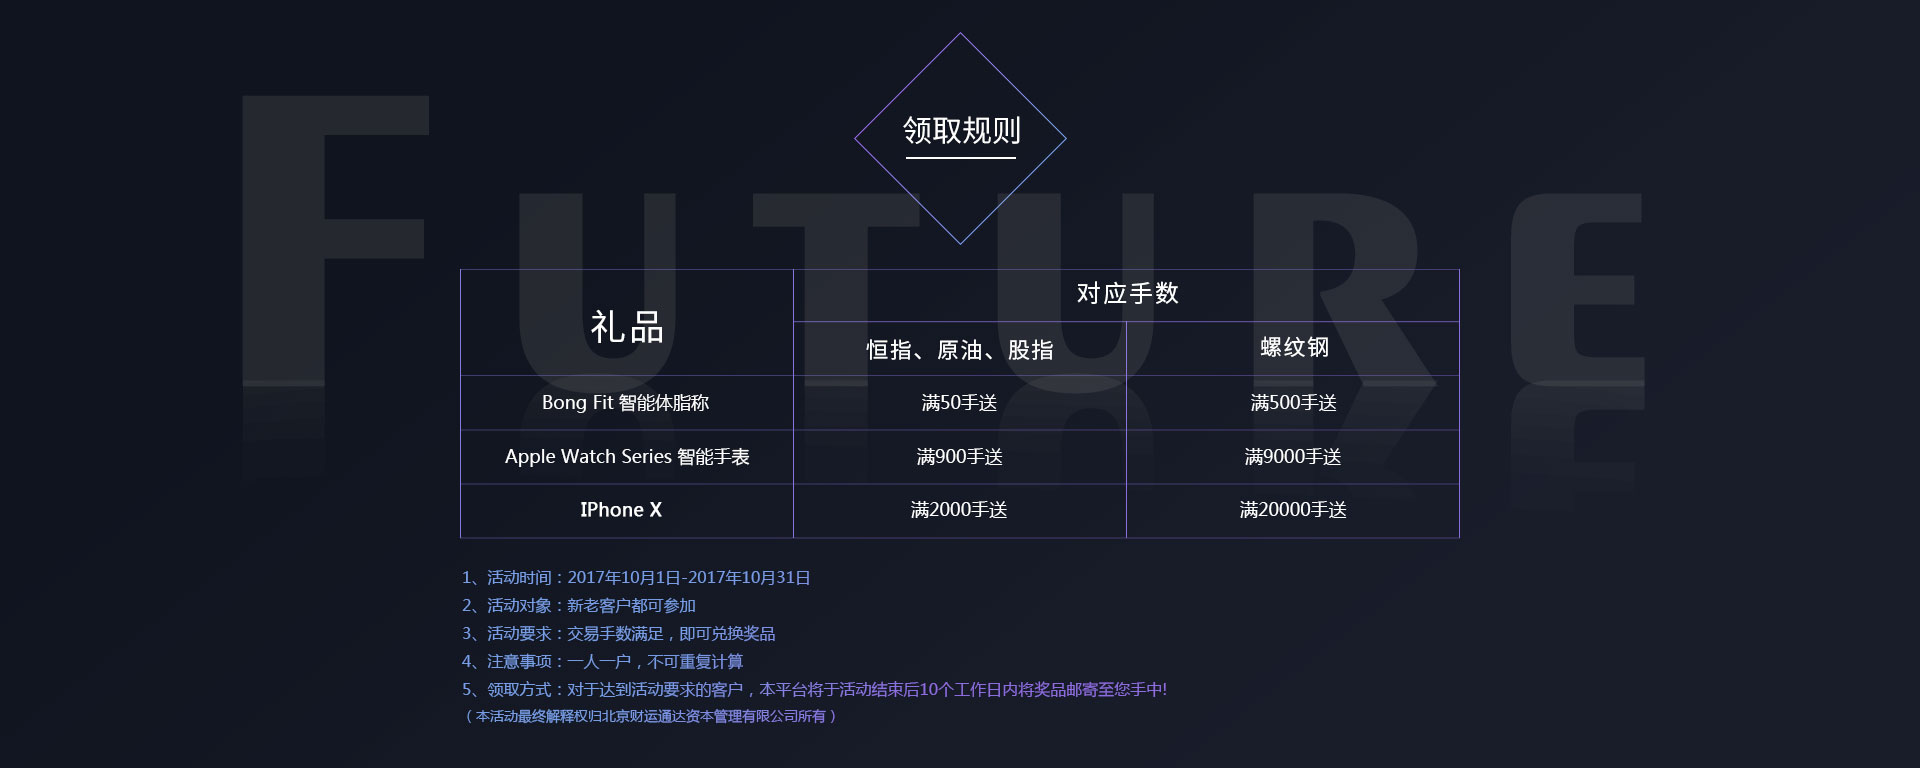 领取规则
FUTURE
礼品
对应手数
恒指、原油、股指
螺纹钢
Bong Fit 智能体脂称
满50手送
满500手送
Apple Watch Series 智能手表
满900手送
满9000手送
IPhone X
满2000手送
满20000手送
1、活动时间：2017年10月1日-2017年10月31日
2、活动对象：新老客户都可参加
3、活动要求：交易手数满足，即可兑换奖品
4、注意事项：一人一户，不可重复计算
5、领取方式：对于达到活动要求的客户，本平台将于活动结束后10个工作日内将奖品邮寄至您手中!
（本活动最终解释权归北京财运通达资本管理有限公司所有）